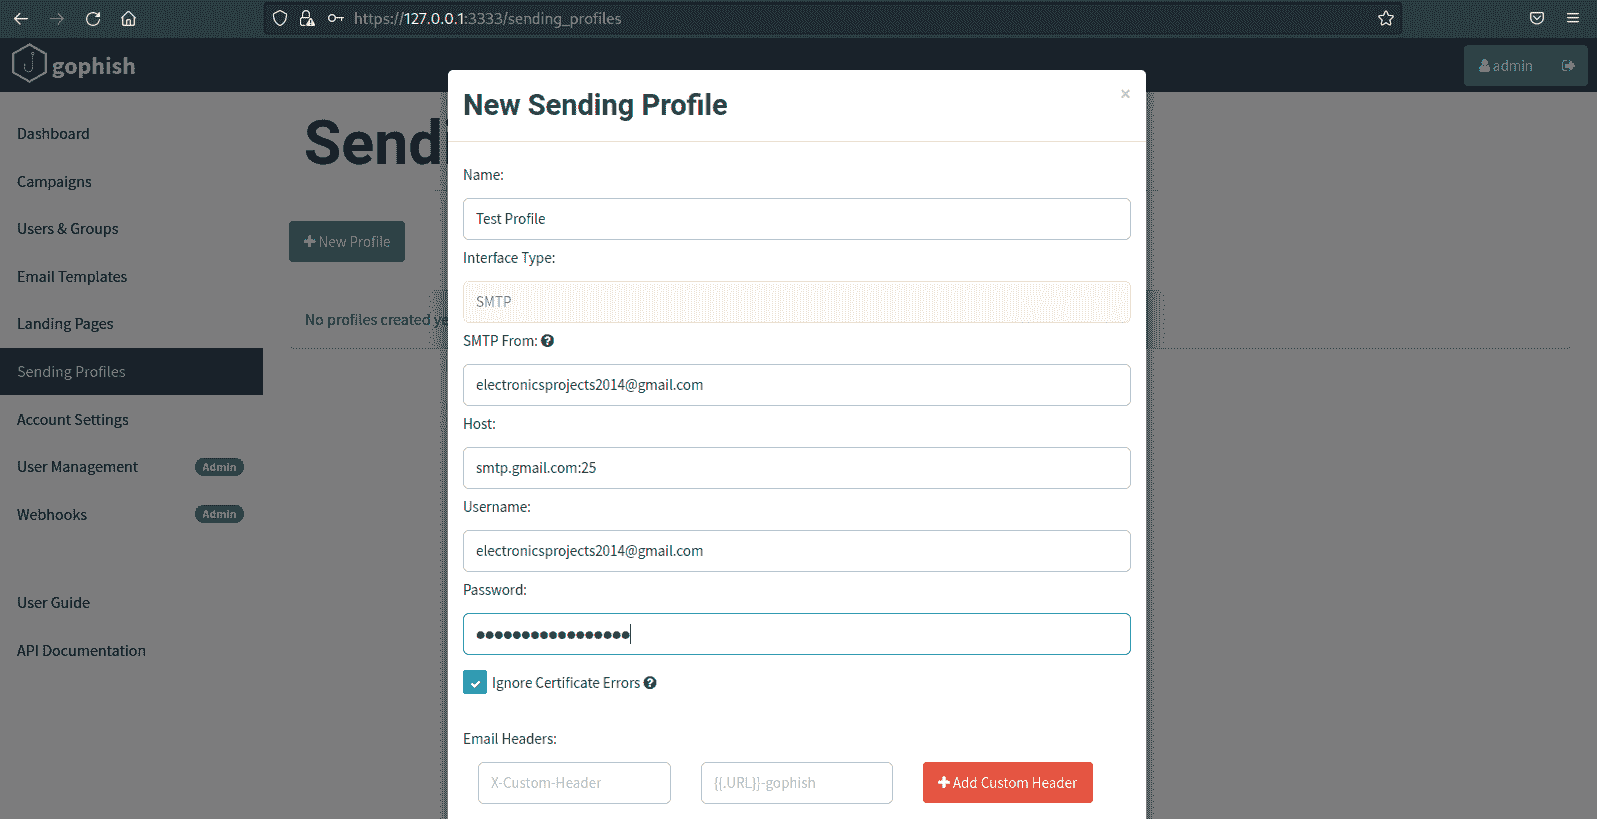 https://127.0.0.1:3333/sending_profiles
gophish
admin
Dashboard
Campaigns
Users & Groups
Email Templates
Landing Pages
Sending Profiles
Account Settings
User Management Admin
Webhooks Admin
User Guide
API Documentation
Sendi
New Profile
No profiles created ye
New Sending Profile
×
Name:
Test Profile
Interface Type:
SMTP
SMTP From:
electronicsprojects2014@gmail.com
Host:
smtp.gmail.com:25
Username:
electronicsprojects2014@gmail.com
Password:
•••••••••••••••••
Ignore Certificate Errors
Email Headers:
X-Custom-Header {{.URL}}-gophish Add Custom Header